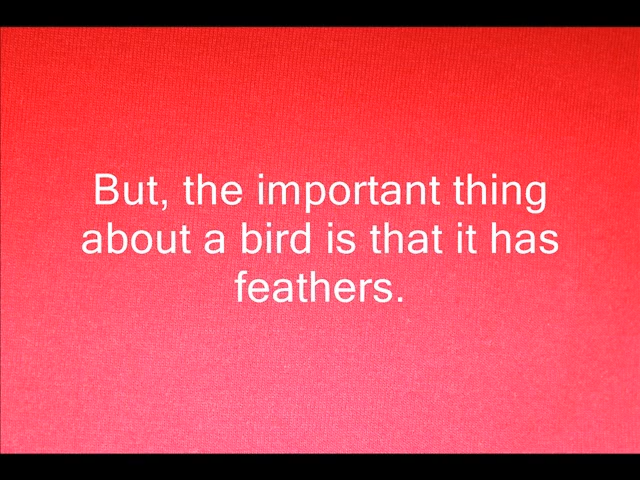 But, the important thing
about a bird is that it has
feathers.